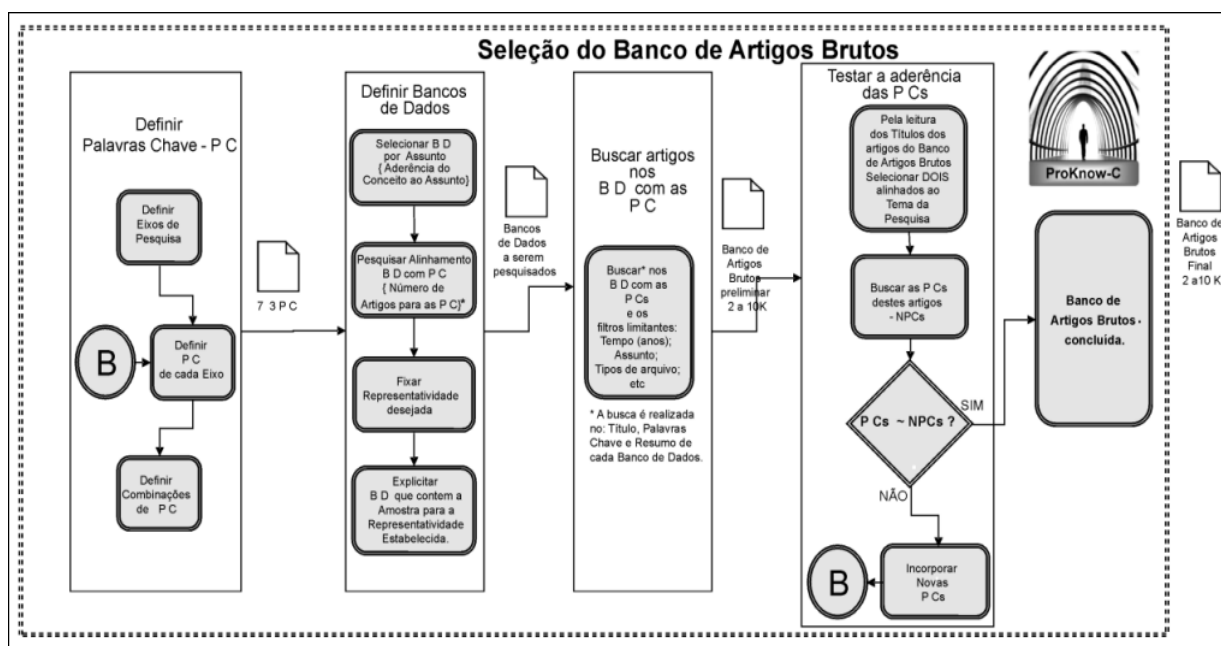 Seleção do Banco de Artigos Brutos
Definir
Palavras Chave - P C
Definir
Eixos de
Pesquisa
B
Definir
P C
de cada Eixo
Definir
Combinações
de P C
7 3 P C
Definir Bancos
de Dados
Selecionar B D
por Assunto
{ Aderência do
Conceito ao Assunto}
Pesquisar Alinhamento
B D com P C
{ Número de
Artigos para as P C}*
Fixar
Representatividade
desejada
Explicitar
B D que contem a
Amostra para a
Representatividade
Estabelecida.
Bancos
de Dados
a serem
pesquisados
Buscar artigos
nos
B D com as
P C
Buscar* nos
B D com as
P Cs
e os
filtros limitantes:
Tempo (anos);
Assunto;
Tipos de arquivo;
etc
* A busca é realizada
no: Título, Palavras
Chave e Resumo de
cada Banco de Dados.
Banco de
Artigos
Brutos
preliminar
2 a 10K
Testar a aderência
das P Cs
Pela leitura
dos Títulos dos
artigos do Banco
de Artigos Brutos
Selecionar DOIS
alinhados ao
Tema da
Pesquisa
Buscar as P Cs
destes artigos
- NPCs
P Cs ~ NPCs ?
SIM
NÃO
Incorporar
Novas
P Cs
B
ProKnow-C
Banco de
Artigos Brutos -
concluida.
Banco de
Artigos
Brutos
Final
2 a10 K